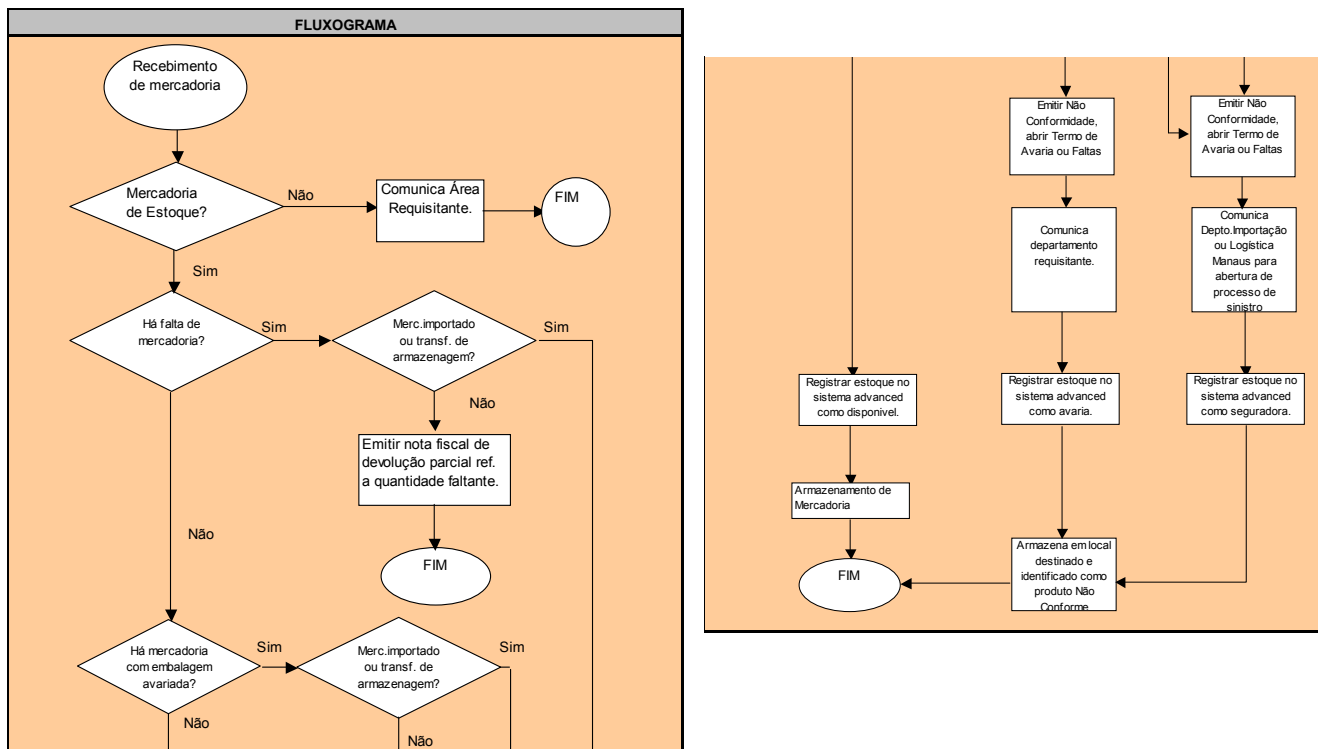 FLUXOGRAMA
Recebimento
de mercadoria
Mercadoria
de Estoque?
Não
Comunica Área
Requisitante.
FIM
Sim
Há falta de
mercadoria?
Sim
Merc.importado
ou transf. de
armazenagem?
Sim
Não
Emitir nota fiscal de
devolução parcial ref.
a quantidade faltante.
FIM
Não
Há mercadoria
com embalagem
avariada?
Sim
Merc.importado
ou transf. de
armazenagem?
Sim
Não
Não
Emitir Não
Conformidade,
abrir Termo de
Avaria ou Faltas
Emitir Não
Conformidade,
abrir Termo de
Avaria ou Faltas
Comunica
departamento
requisitante.
Comunica
Depto.Importação
ou Logística
Manaus para
abertura de
processo de
sinistro
Registrar estoque no
sistema advanced
como disponivel.
Registrar estoque no
sistema advanced
como avaria.
Registrar estoque no
sistema advanced
como seguradora.
Armazenamento de
Mercadoria
FIM
Armazena em local
destinado e
identificado como
produto Não
Conforme